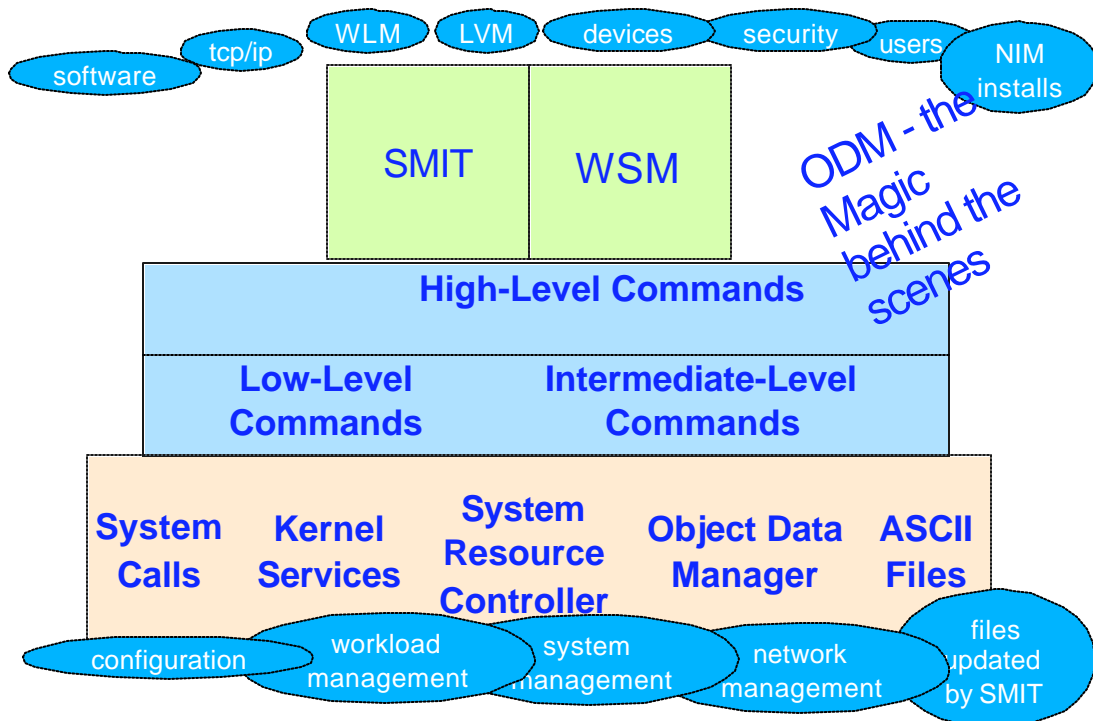 WLM
LVM
devices
security
users
tcp/ip
software
NIM
installs
SMIT
WSM
ODM - the
Magic
behind the
scenes
High-Level Commands
Low-Level
Commands
Intermediate-Level
Commands
System
Calls
Kernel
Services
System
Resource
Controller
Object Data
Manager
ASCII
Files
configuration
workload
management
system
management
network
management
files
updated
by SMIT